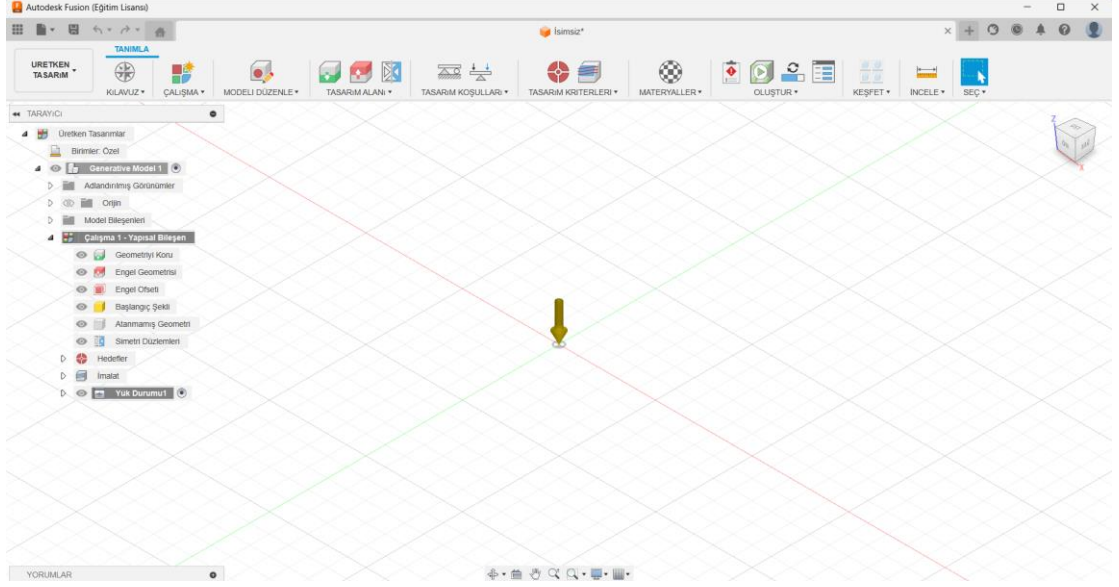 Autodesk Fusion (Eğitim Lisansı)
İsimsiz*
TANIMLA
ÜRETKEN TASARIM
KILAVUZ
ÇALIŞMA
MODELİ DÜZENLE
TASARIM ALANI
TASARIM KOŞULLARI
TASARIM KRİTERLERİ
MATERYALLER
OLUŞTUR
KEŞFET
İNCELE
SEÇ
TARAYICI
Üretken Tasarımlar
Birimler: Özel
Generative Model 1
Adlandırılmış Görünümler
Orijin
Model Bileşenleri
Çalışma 1 - Yapısal Bileşen
Geometriyi Koru
Engel Geometrisi
Engel Ofseti
Başlangıç Şekli
Atanmamış Geometri
Simetri Düzlemleri
Hedefler
İmalat
Yük Durumu1
Z
X
YORUMLAR